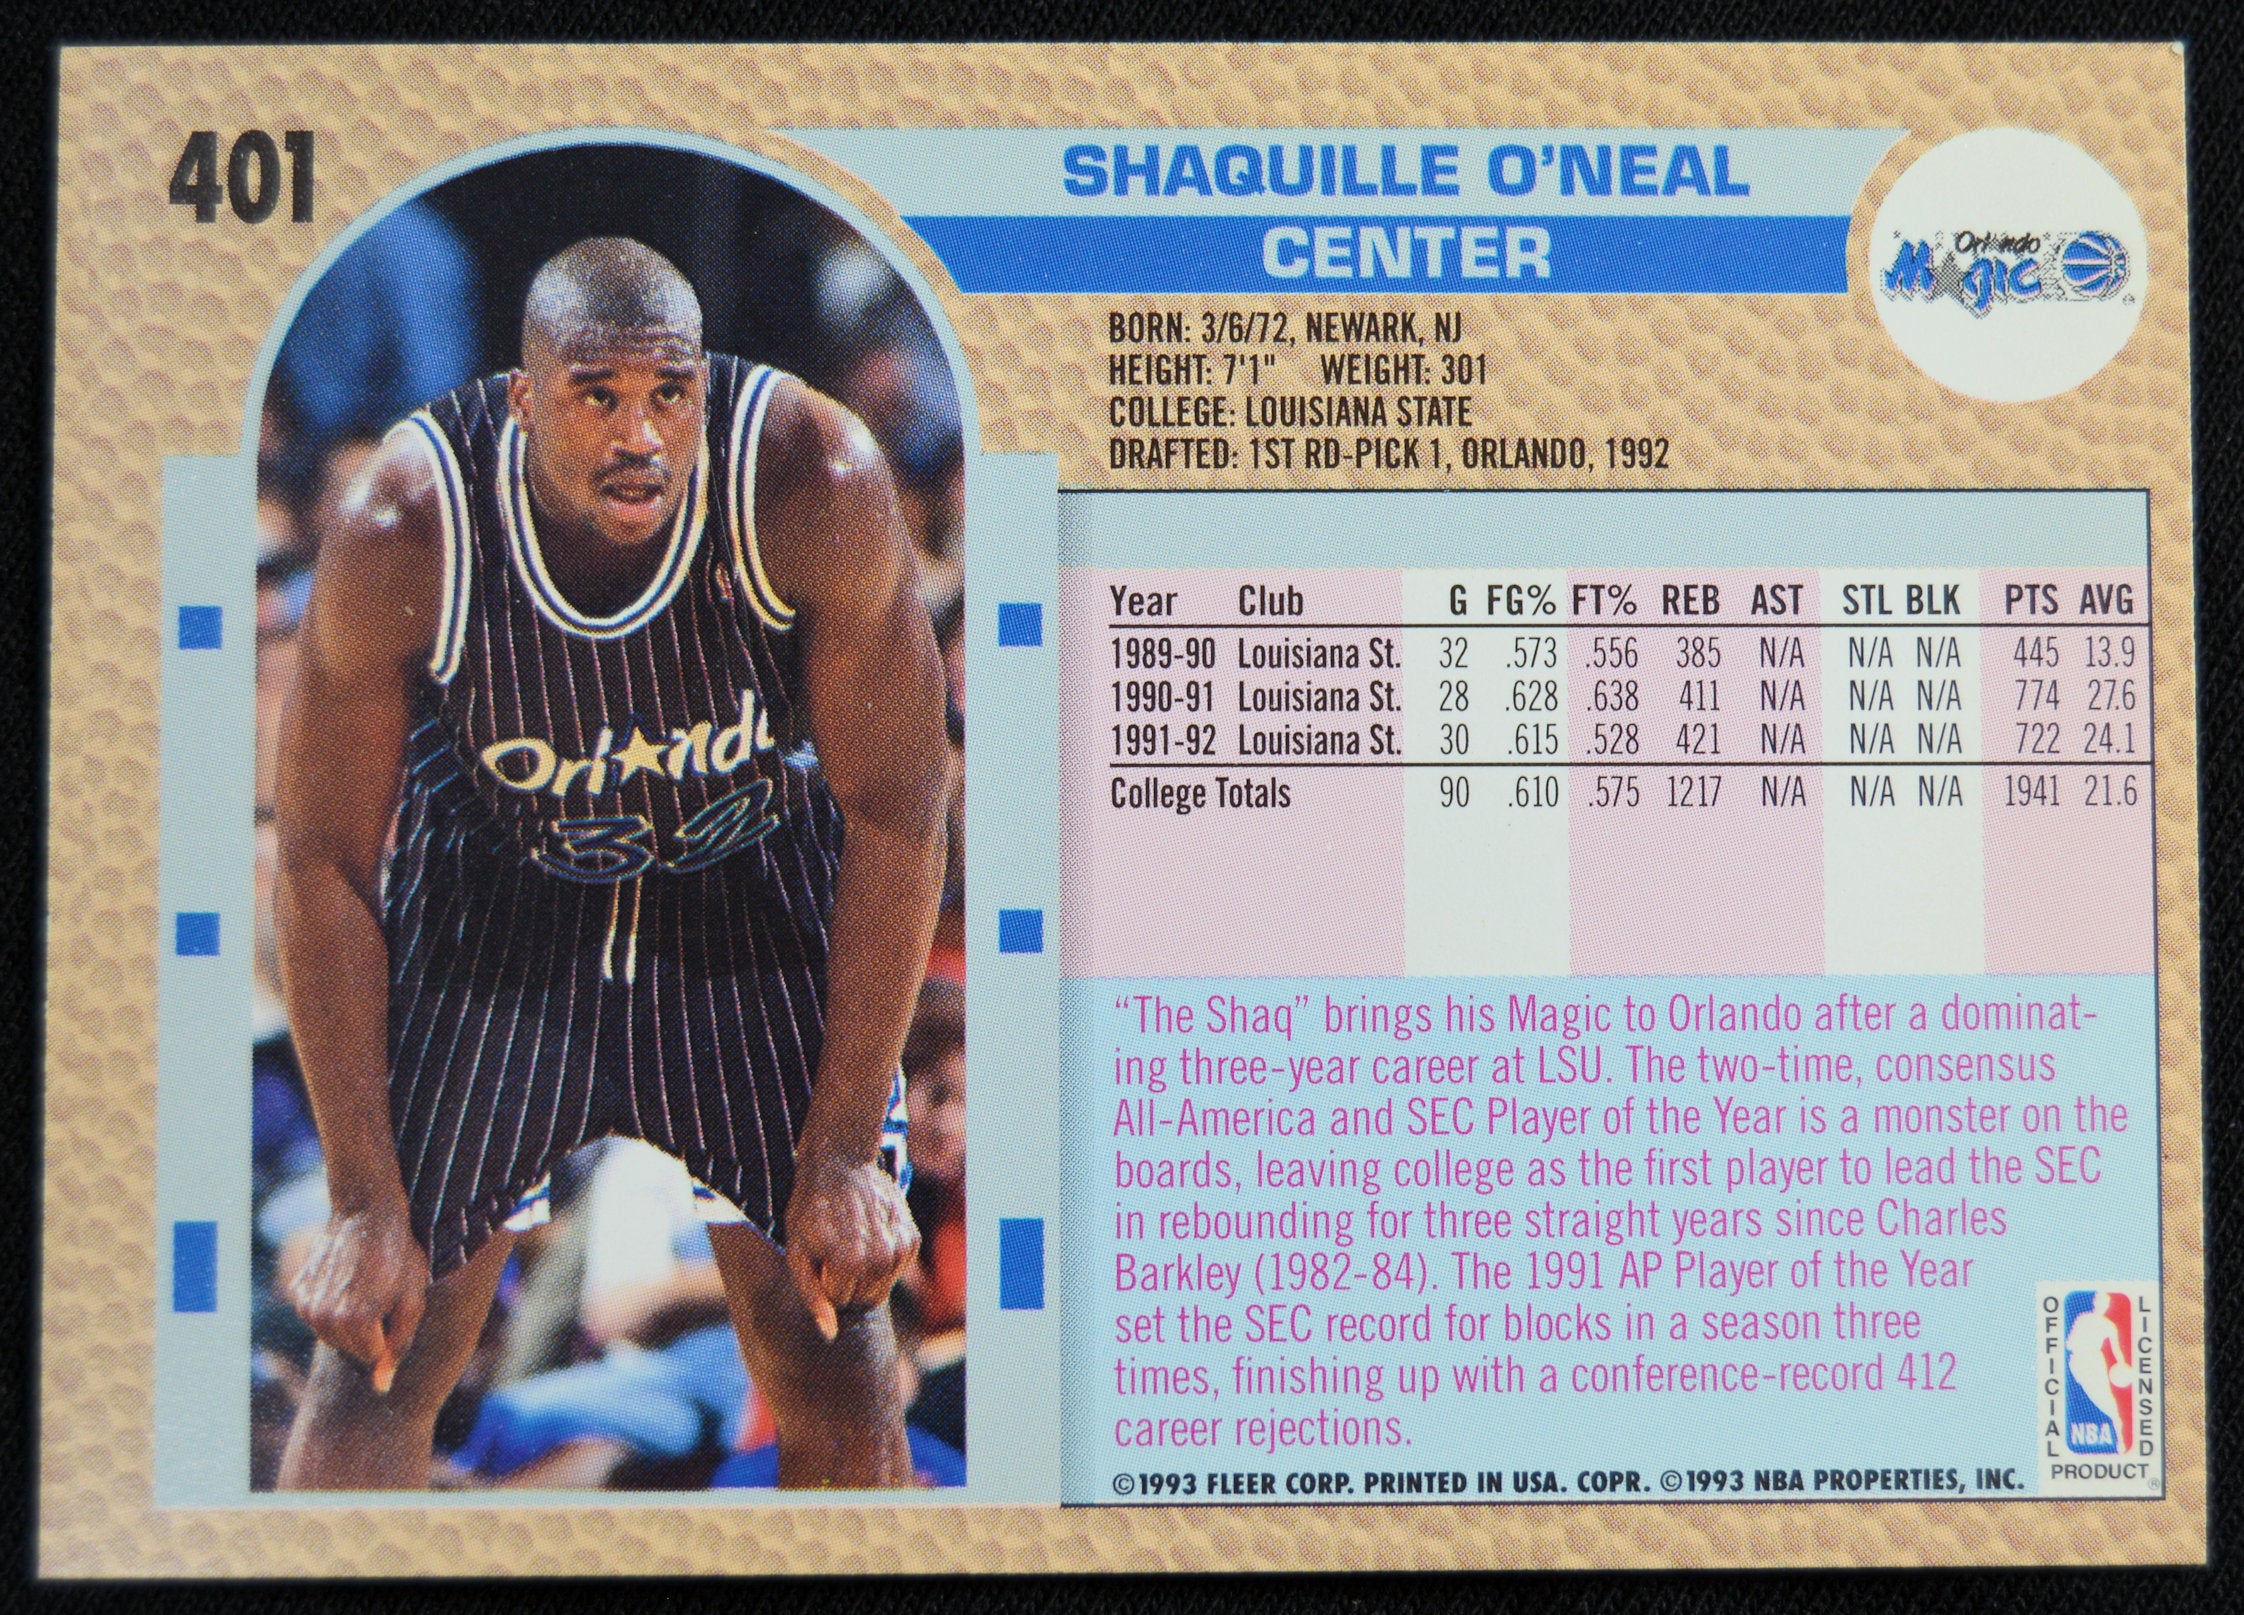 401
SHAQUILLE O'NEAL
CENTER
Orlando
Magic
BORN: 3/6/72, NEWARK, NJ
HEIGHT: 7'1" WEIGHT: 301
COLLEGE: LOUISIANA STATE
DRAFTED: 1ST RD-PICK 1, ORLANDO, 1992
Year Club G FG% FT% REB AST STL BLK PTS AVG
1989-90 Louisiana St. 32 .573 .556 385 N/A N/A N/A 445 13.9
1990-91 Louisiana St. 28 .628 .638 411 N/A N/A N/A 774 27.6
1991-92 Louisiana St. 30 .615 .528 421 N/A N/A N/A 722 24.1
College Totals 90 .610 .575 1217 N/A N/A N/A 1941 21.6
Orlando
32
“The Shaq” brings his Magic to Orlando after a dominat-
ing three-year career at LSU. The two-time, consensus
All-America and SEC Player of the Year is a monster on the
boards, leaving college as the first player to lead the SEC
in rebounding for three straight years since Charles
Barkley (1982-84). The 1991 AP Player of the Year
set the SEC record for blocks in a season three
times, finishing up with a conference-record 412
career rejections.
OFFICIAL
LICENSED
NBA
PRODUCT®
©1993 FLEER CORP. PRINTED IN USA. COPR. ©1993 NBA PROPERTIES, INC.